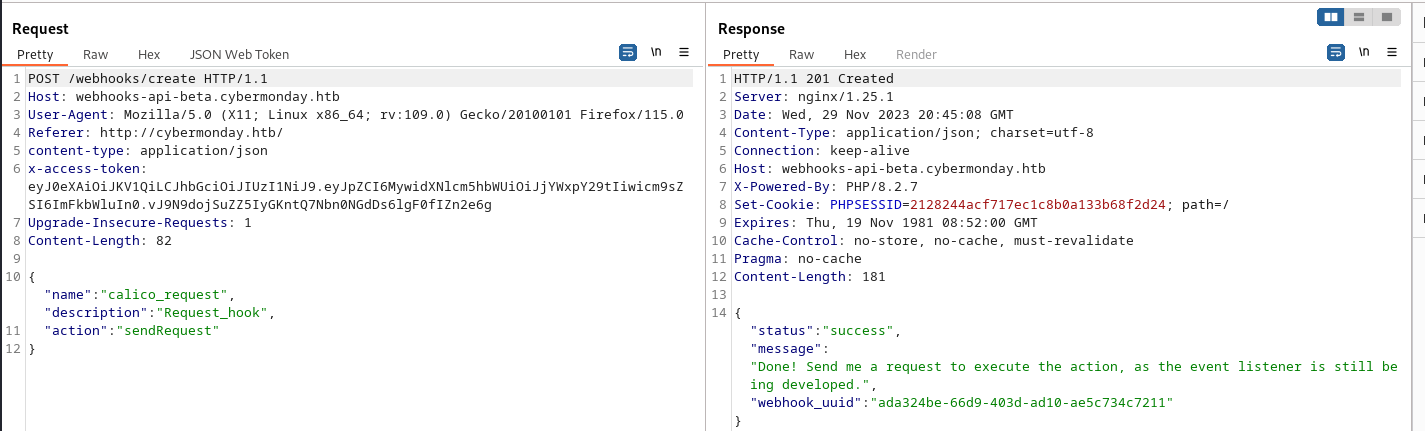 Request
Pretty Raw Hex JSON Web Token \n
1 POST /webhooks/create HTTP/1.1
2 Host: webhooks-api-beta.cybermonday.htb
3 User-Agent: Mozilla/5.0 (X11; Linux x86_64; rv:109.0) Gecko/20100101 Firefox/115.0
4 Referer: http://cybermonday.htb/
5 content-type: application/json
6 x-access-token:
eyJ0eXAiOiJKV1QiLCJhbGciOiJIUzI1NiJ9.eyJpZCI6MywidXNlcm5hbWUiOiJjYWxpY29tIiwicm9sZ
SI6ImFkbWluIn0.vJ9N9dojSuZZ5IyGKntQ7Nbn0NGdDs6lgF0fIZn2e6g
7 Upgrade-Insecure-Requests: 1
8 Content-Length: 82
9
10 {
"name":"calico_request",
"description":"Request_hook",
11 "action":"sendRequest"
12 }
Response
Pretty Raw Hex Render \n
1 HTTP/1.1 201 Created
2 Server: nginx/1.25.1
3 Date: Wed, 29 Nov 2023 20:45:08 GMT
4 Content-Type: application/json; charset=utf-8
5 Connection: keep-alive
6 Host: webhooks-api-beta.cybermonday.htb
7 X-Powered-By: PHP/8.2.7
8 Set-Cookie: PHPSESSID=2128244acf717ec1c8b0a133b68f2d24; path=/
9 Expires: Thu, 19 Nov 1981 08:52:00 GMT
10 Cache-Control: no-store, no-cache, must-revalidate
11 Pragma: no-cache
12 Content-Length: 181
13
14 {
"status":"success",
"message":
"Done! Send me a request to execute the action, as the event listener is still be
ing developed.",
"webhook_uuid":"ada324be-66d9-403d-ad10-ae5c734c7211"
}